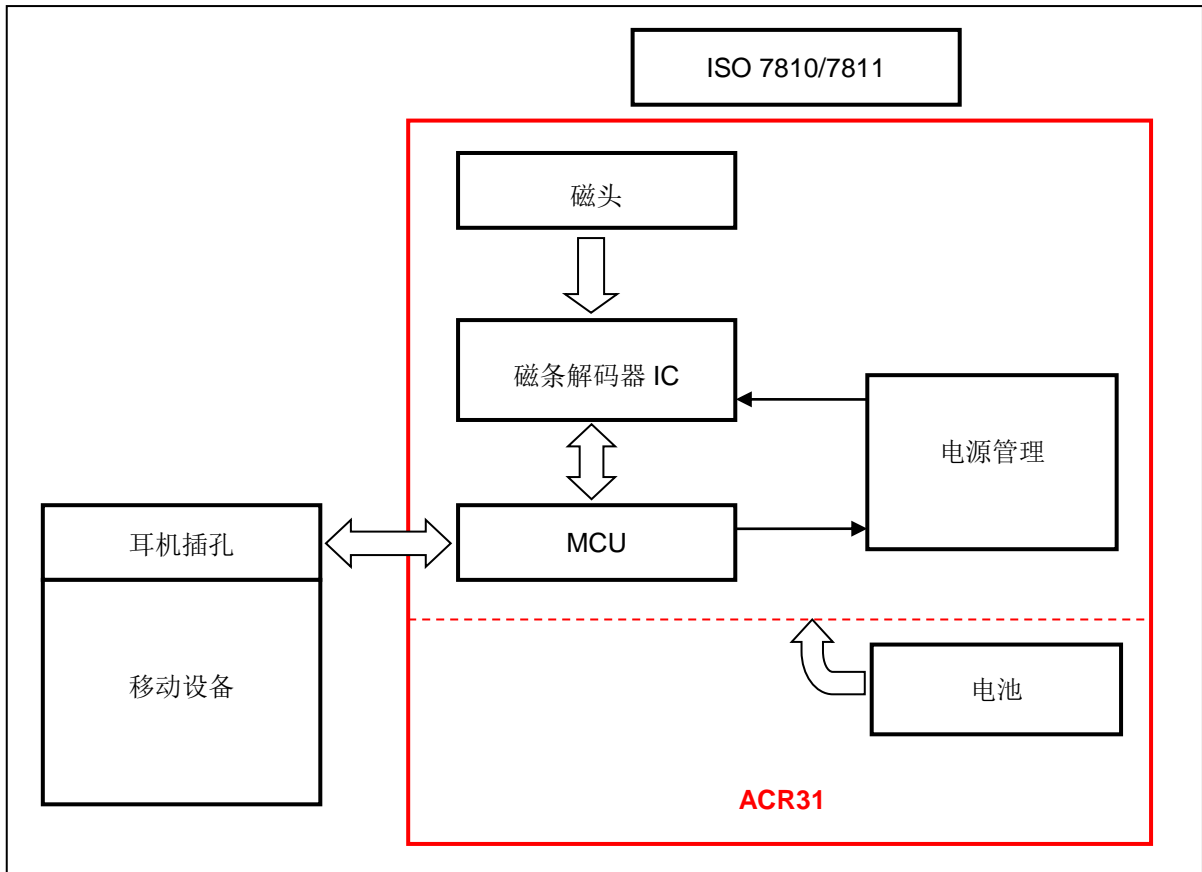 ISO 7810/7811
磁头
磁条解码器 IC
电源管理
耳机插孔
MCU
移动设备
电池
ACR31